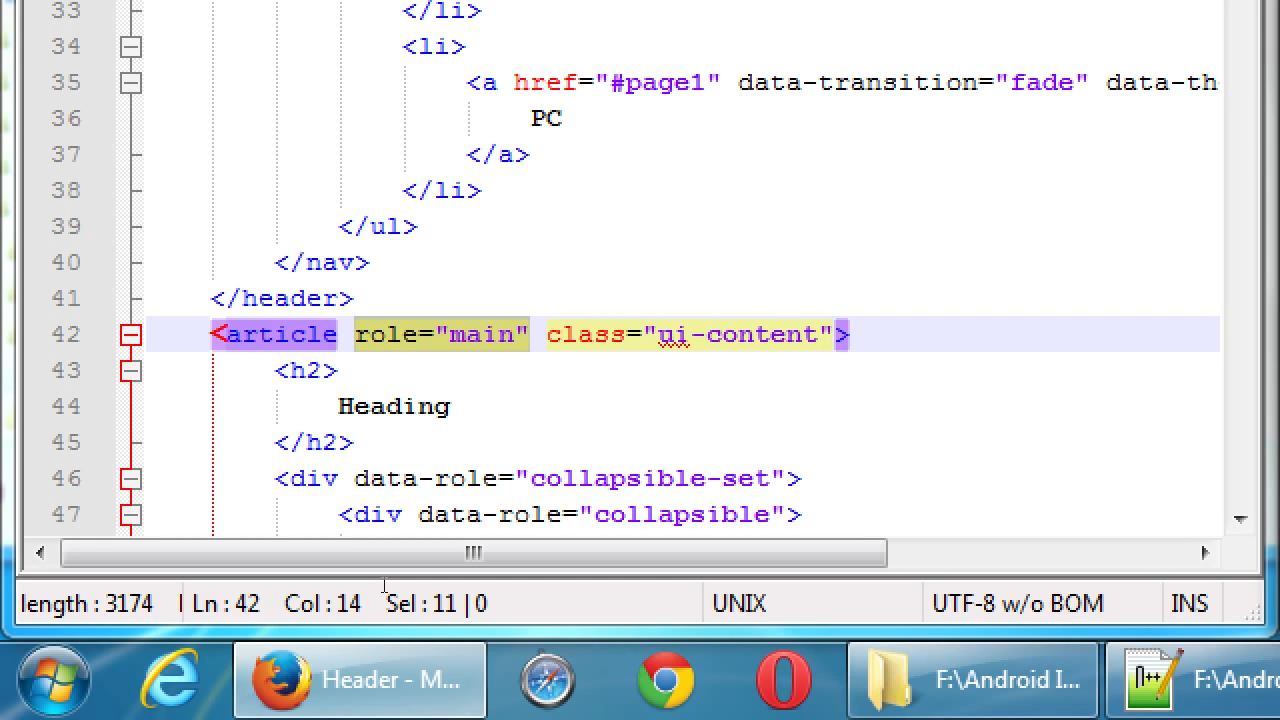 33 </li>
34 <li>
35 <a href="#page1" data-transition="fade" data-th
36 PC
37 </a>
38 </li>
39 </ul>
40 </nav>
41 </header>
42 <article role="main" class="ui-content">
43 <h2>
44 Heading
45 </h2>
46 <div data-role="collapsible-set">
47 <div data-role="collapsible">
length : 3174 l Ln : 42 Col : 14 Sel : 11 | 0 UNIX UTF-8 w/o BOM INS
Header - M... F:\Android I... F:\Andro